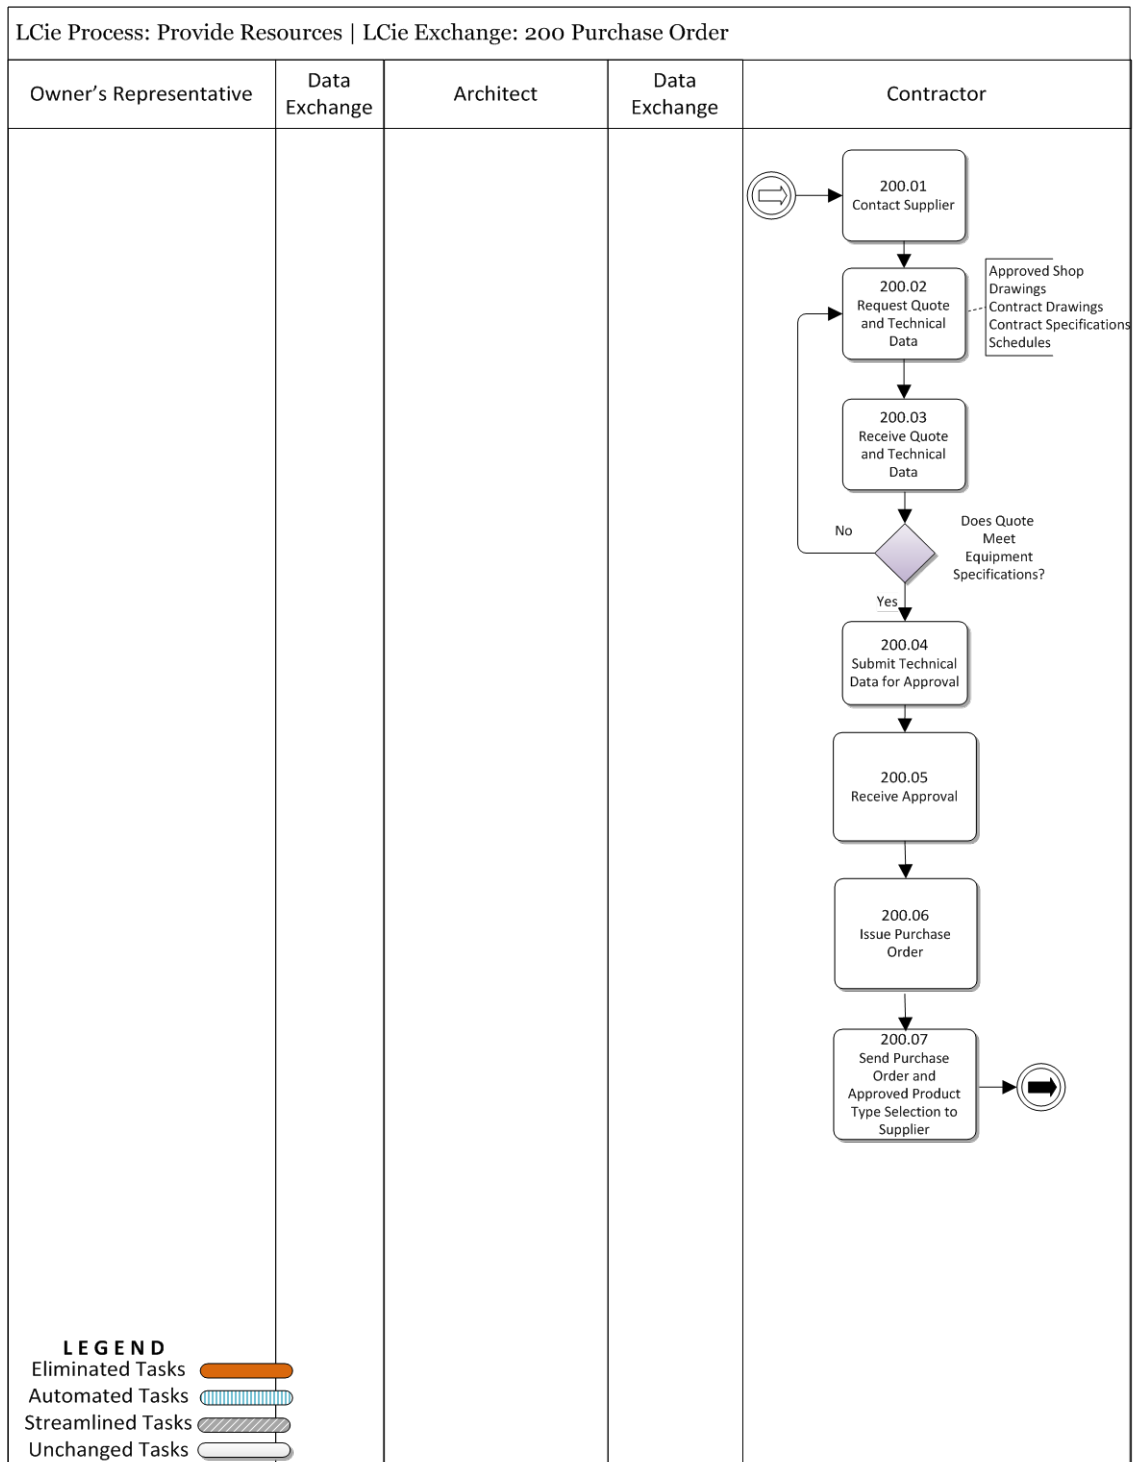 LCie Process: Provide Resources | LCie Exchange: 200 Purchase Order
Owner's Representative
Data
Exchange
Architect
Data
Exchange
Contractor
200.01
Contact Supplier
200.02
Request Quote
and Technical
Data
Approved Shop
Drawings
Contract Drawings
Contract Specifications
Schedules
200.03
Receive Quote
and Technical
Data
No
Does Quote
Meet
Equipment
Specifications?
Yes
200.04
Submit Technical
Data for Approval
200.05
Receive Approval
200.06
Issue Purchase
Order
200.07
Send Purchase
Order and
Approved Product
Type Selection to
Supplier
LEGEND
Eliminated Tasks
Automated Tasks
Streamlined Tasks
Unchanged Tasks